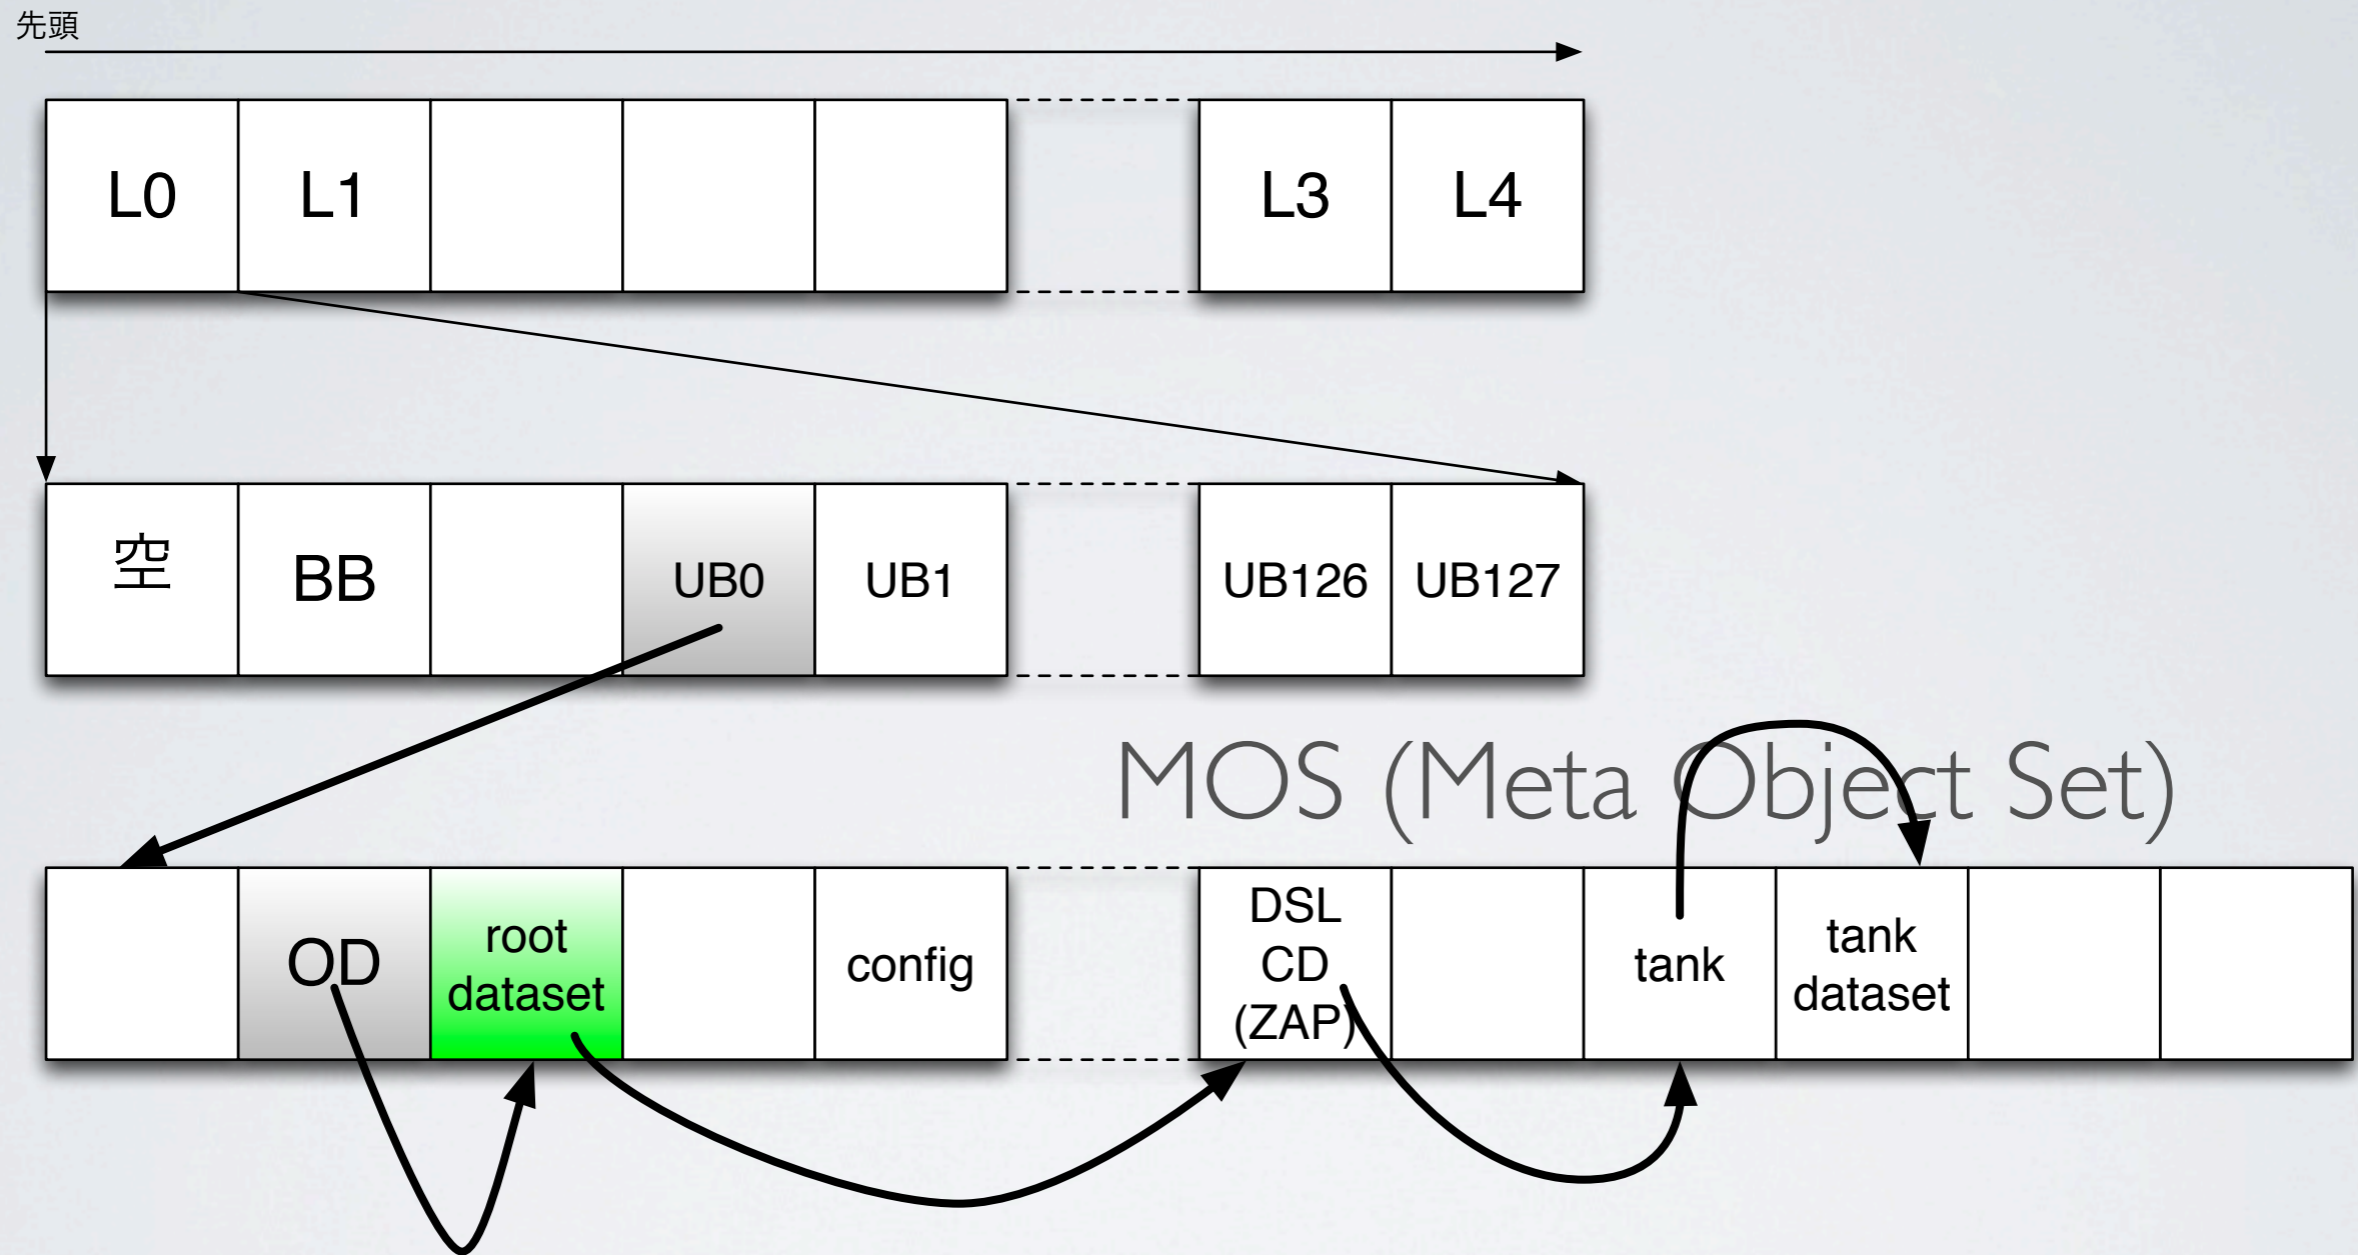 先頭
L0 L1 L3 L4
空 BB UB0 UB1 UB126 UB127
MOS (Meta Object Set)
OD
root
dataset
config
DSL
CD
(ZAP)
tank
tank
dataset